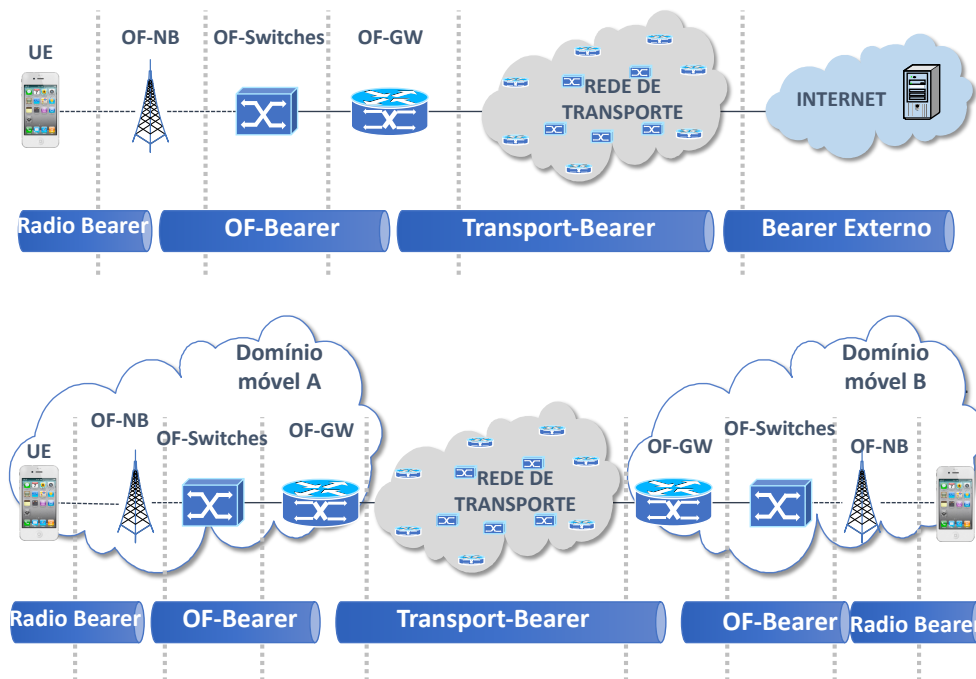 UE
OF-NB
OF-Switches
OF-GW
REDE DE
TRANSPORTE
INTERNET
Radio Bearer
OF-Bearer
Transport-Bearer
Bearer Externo
Domínio
móvel A
Domínio
móvel B
UE
OF-NB
OF-Switches
OF-GW
REDE DE
TRANSPORTE
OF-GW
OF-Switches
OF-NB
Radio Bearer
OF-Bearer
Transport-Bearer
OF-Bearer
Radio Bearer